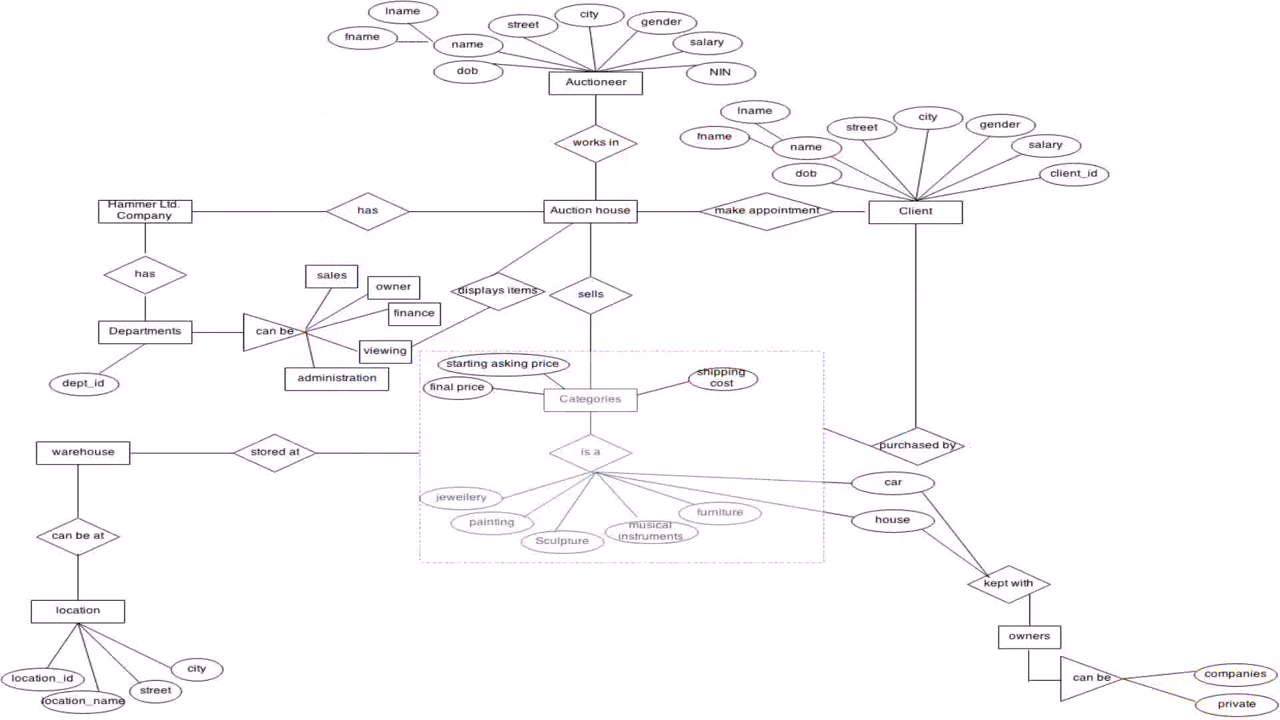 lname
city
street
gender
fname
name
salary
dob
NIN
Auctioneer
lname
city
street
gender
fname
works in
name
salary
dob
client_id
Hammer Ltd.
Company
has
Auction house
make appointment
Client
has
sales
owner
displays items
sells
finance
Departments
can be
viewing
starting asking price
shipping
cost
administration
dept_id
final price
Categories
purchased by
warehouse
stored at
is a
car
jewellery
painting
furniture
house
musical
instruments
Sculpture
can be at
kept with
location
owners
city
location_id
street
location_name
can be
companies
private